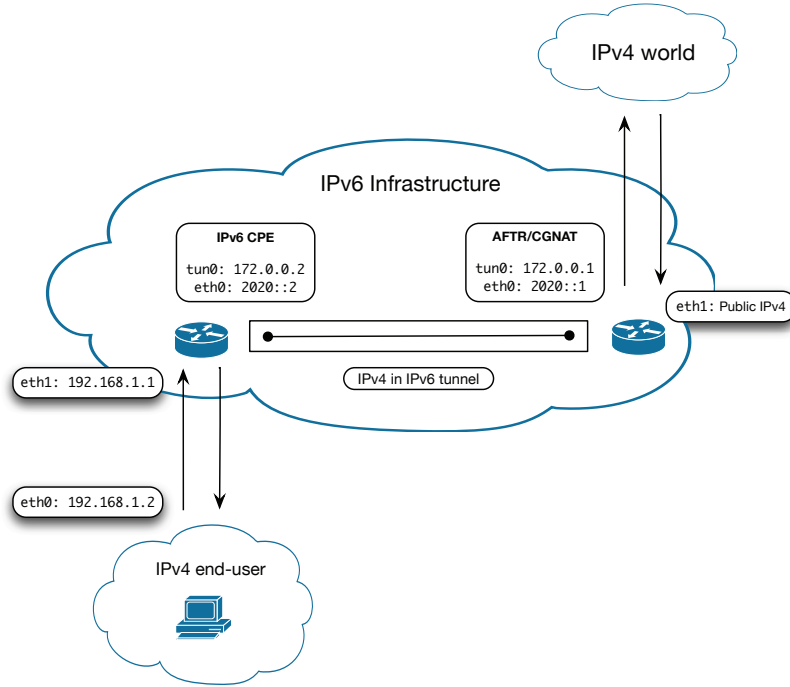 IPv4 world
IPv6 Infrastructure
IPv6 CPE
tun0: 172.0.0.2
eth0: 2020::2
AFTR/CGNAT
tun0: 172.0.0.1
eth0: 2020::1
eth1: Public IPv4
IPv4 in IPv6 tunnel
eth1: 192.168.1.1
eth0: 192.168.1.2
IPv4 end-user